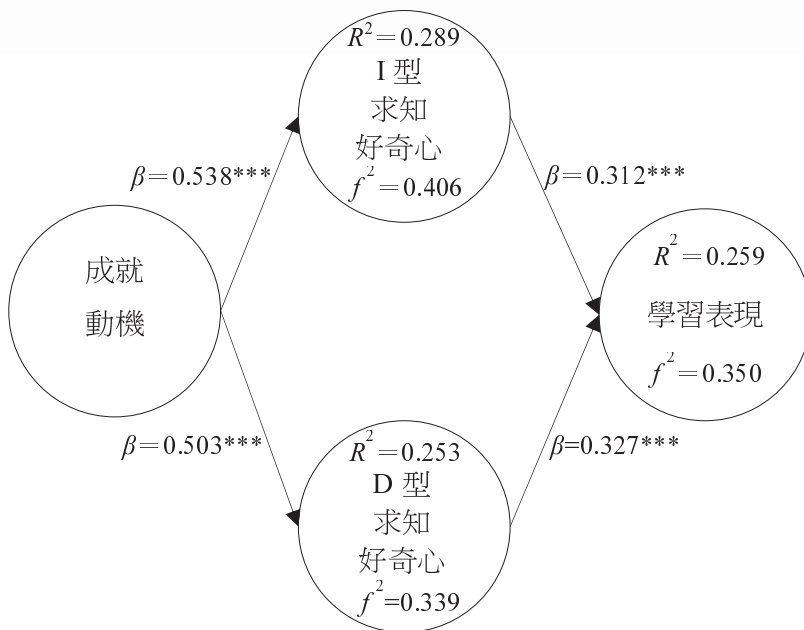 R²＝0.289
I 型
求知
好奇心
f²＝0.406
β＝0.538***
β＝0.312***
成就
動機
R²＝0.259
學習表現
f²＝0.350
β＝0.503***
β=0.327***
R²＝0.253
D 型
求知
好奇心
f²=0.339